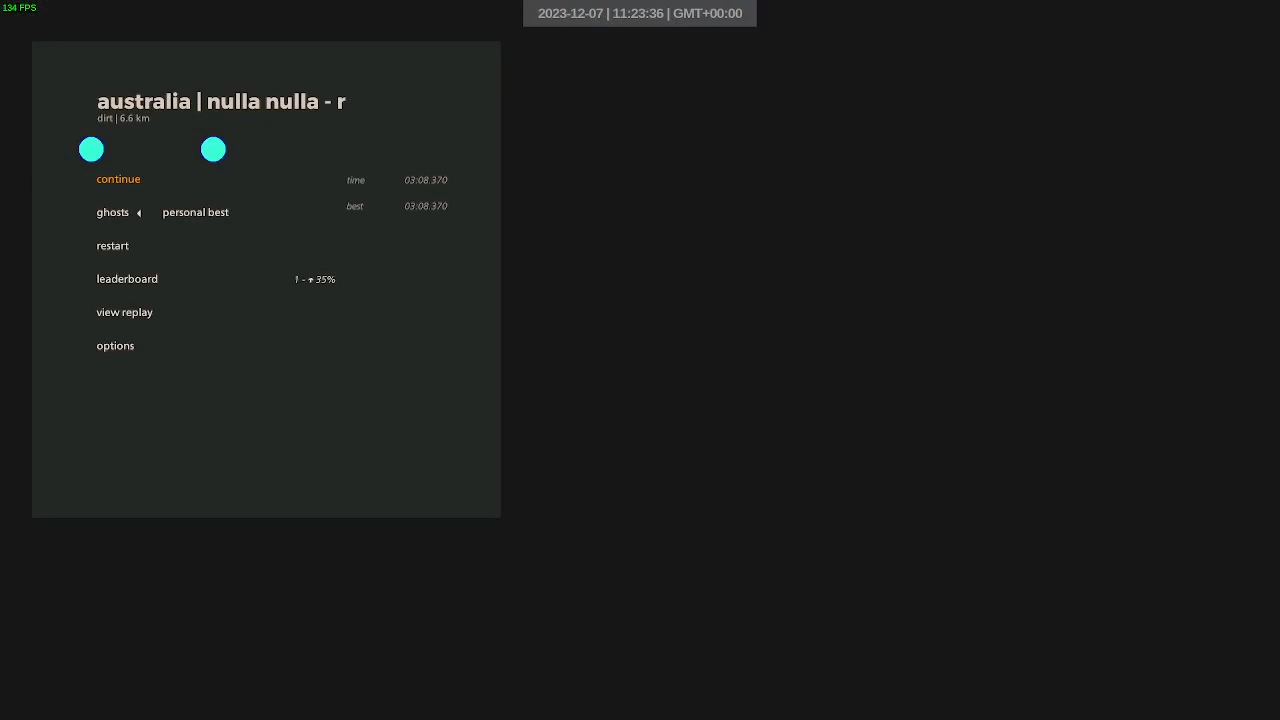 134 FPS
2023-12-07 | 11:23:36 | GMT+00:00
australia | nulla nulla - r
dirt | 6.6 km
continue
time 03:08.370
ghosts personal best
best 03:08.370
restart
leaderboard 1 - ↑ 35%
view replay
options